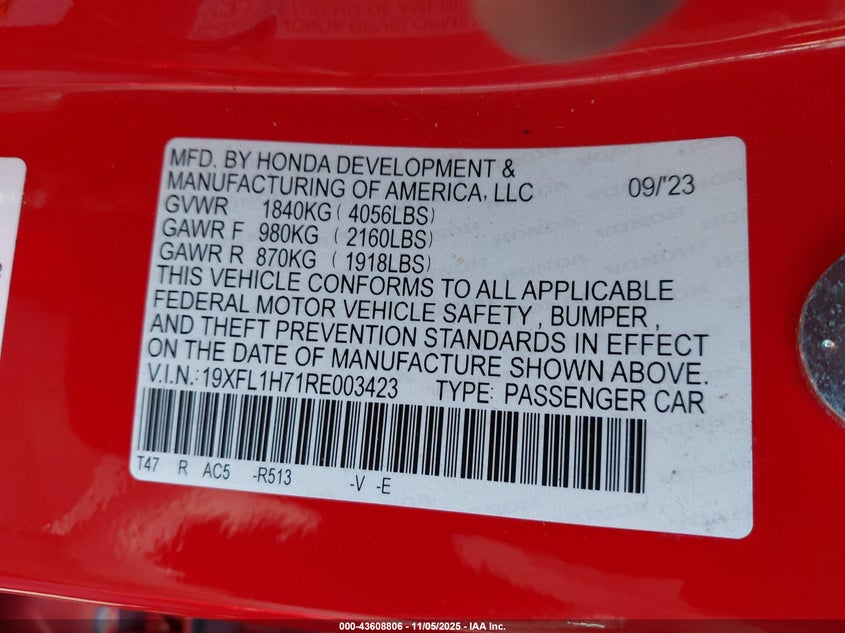 MFD. BY HONDA DEVELOPMENT &
MANUFACTURING OF AMERICA, LLC 09/'23
GVWR 1840KG ( 4056LBS)
GAWR F 980KG ( 2160LBS)
GAWR R 870KG ( 1918LBS)
THIS VEHICLE CONFORMS TO ALL APPLICABLE
FEDERAL MOTOR VEHICLE SAFETY , BUMPER ,
AND THEFT PREVENTION STANDARDS IN EFFECT
ON THE DATE OF MANUFACTURE SHOWN ABOVE.
V.I.N.:19XFL1H71RE003423 TYPE: PASSENGER CAR
T47 R AC5 -R513 -V -E
000-43608806 - 11/05/2025 - IAA Inc.